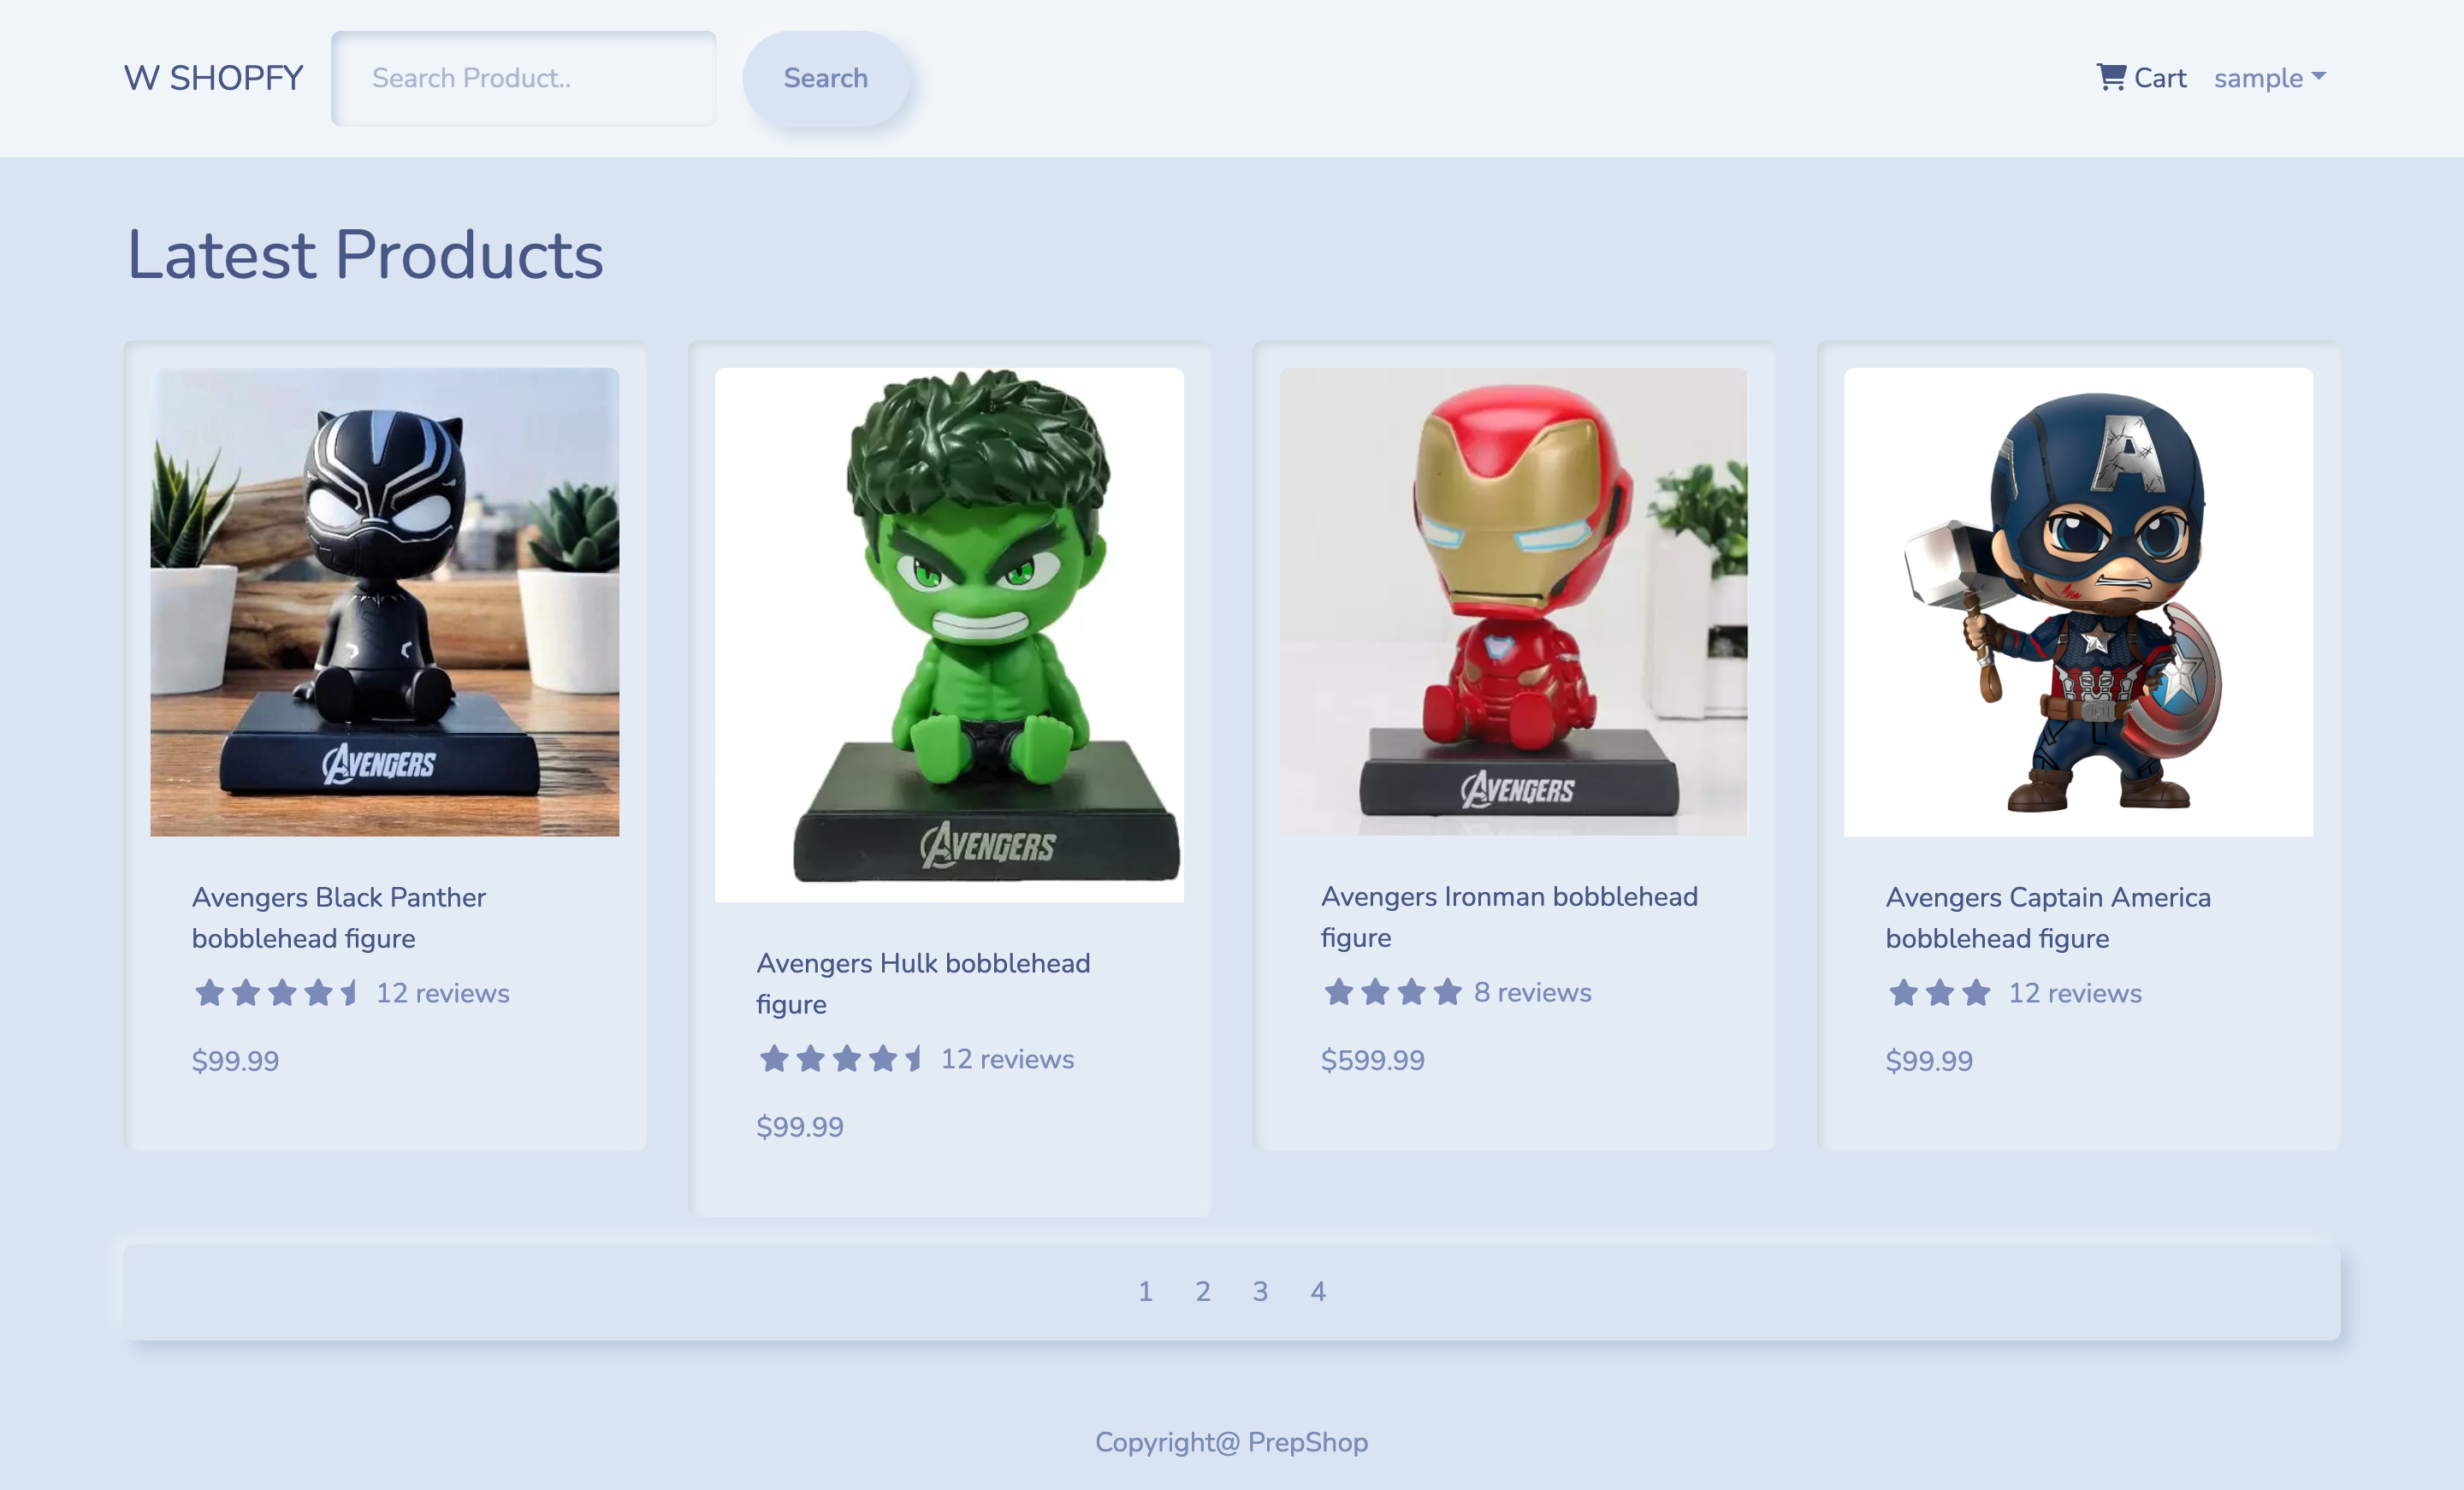 W SHOPFY
Search Product..
Search
Cart
sample
Latest Products
AVENGERS
Avengers Black Panther
bobblehead figure
12 reviews
$99.99
AVENGERS
Avengers Hulk bobblehead
figure
12 reviews
$99.99
AVENGERS
Avengers Ironman bobblehead
figure
8 reviews
$599.99
A
Avengers Captain America
bobblehead figure
12 reviews
$99.99
1 2 3 4
Copyright@ PrepShop